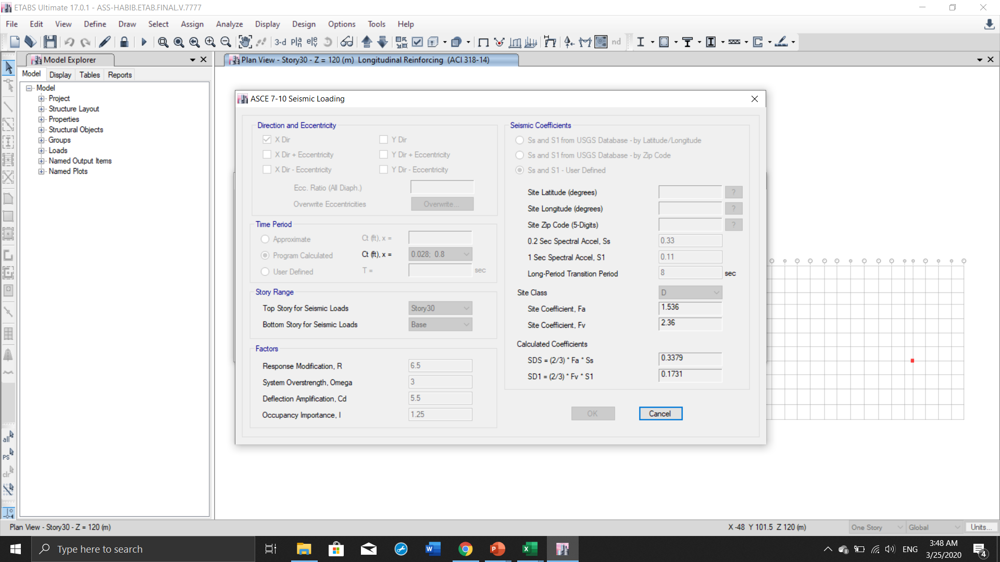 ETABS Ultimate 17.0.1 - ASS-HABIB.ETAB.FINAL.V.7777
File Edit View Define Draw Select Assign Analyze Display Design Options Tools Help
3-d nd
Model Explorer
Plan View - Story30 - Z = 120 (m) Longitudinal Reinforcing (ACI 318-14)
Model Display Tables Reports
Model
Project
Structure Layout
Properties
Structural Objects
Groups
Loads
Named Output Items
Named Plots
all
PS
clr
ASCE 7-10 Seismic Loading
Direction and Eccentricity
X Dir Y Dir
X Dir + Eccentricity Y Dir + Eccentricity
X Dir - Eccentricity Y Dir - Eccentricity
Ecc. Ratio (All Diaph.)
Overwrite Eccentricities Overwrite...
Time Period
Approximate Ct (ft), x =
Program Calculated Ct (ft), x = 0.028; 0.8
User Defined T = sec
Story Range
Top Story for Seismic Loads Story30
Bottom Story for Seismic Loads Base
Factors
Response Modification, R 6.5
System Overstrength, Omega 3
Deflection Amplification, Cd 5.5
Occupancy Importance, I 1.25
Seismic Coefficients
Ss and S1 from USGS Database - by Latitude/Longitude
Ss and S1 from USGS Database - by Zip Code
Ss and S1 - User Defined
Site Latitude (degrees) ?
Site Longitude (degrees) ?
Site Zip Code (5-Digits) ?
0.2 Sec Spectral Accel, Ss 0.33
1 Sec Spectral Accel, S1 0.11
Long-Period Transition Period 8 sec
Site Class D
Site Coefficient, Fa 1.536
Site Coefficient, Fv 2.36
Calculated Coefficients
SDS = (2/3) * Fa * Ss 0.3379
SD1 = (2/3) * Fv * S1 0.1731
OK Cancel
Plan View - Story30 - Z = 120 (m) X -48 Y 101.5 Z 120 (m) One Story Global Units...
Type here to search
ENG
3:48 AM
3/25/2020
4